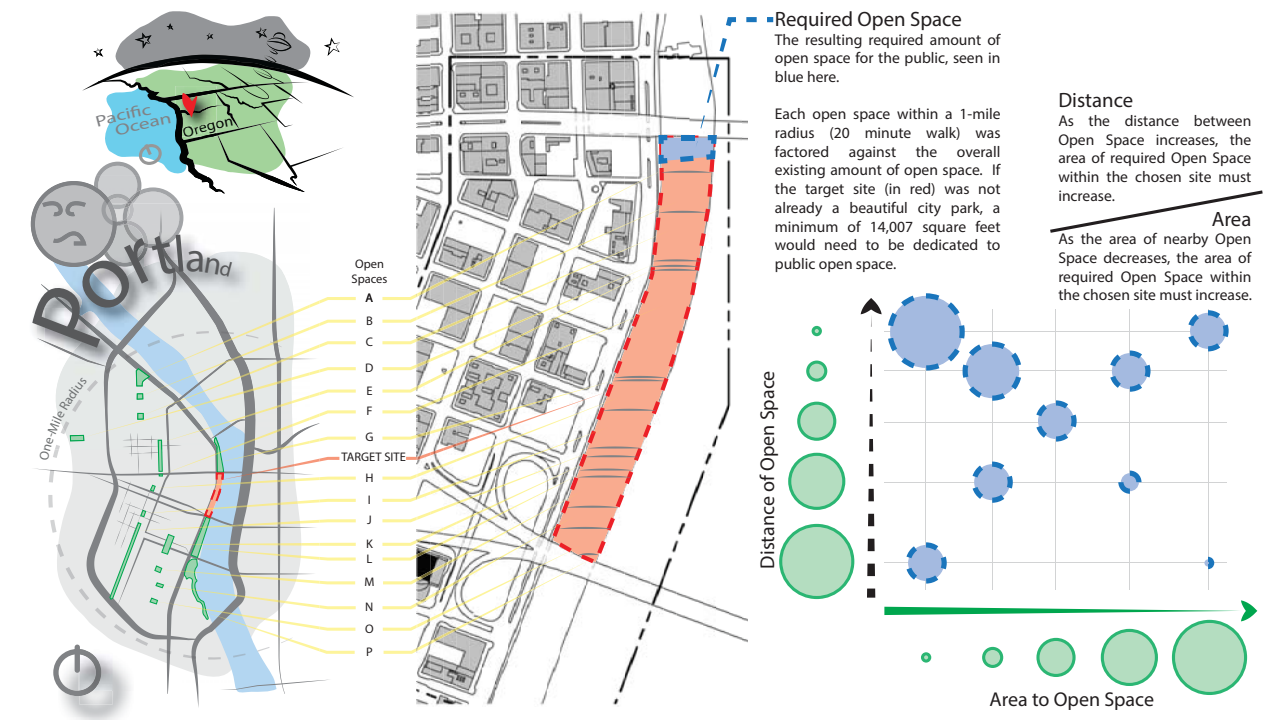 Pacific
Ocean
Oregon
Portland
One-Mile Radius
Open
Spaces
A
B
C
D
E
F
G
TARGET SITE
H
I
J
K
L
M
N
O
P
Required Open Space
The resulting required amount of
open space for the public, seen in
blue here.
Each open space within a 1-mile
radius (20 minute walk) was
factored against the overall
existing amount of open space. If
the target site (in red) was not
already a beautiful city park, a
minimum of 14,007 square feet
would need to be dedicated to
public open space.
Distance
As the distance between
Open Space increases, the
area of required Open Space
within the chosen site must
increase.
Area
As the area of nearby Open
Space decreases, the area of
required Open Space within
the chosen site must increase.
Distance of Open Space
Area to Open Space